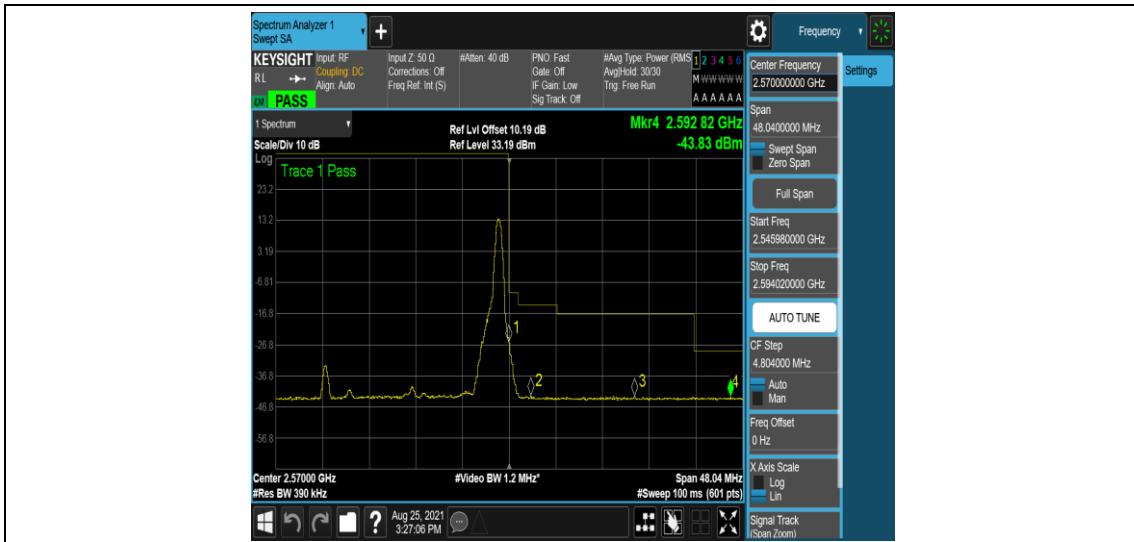 Spectrum Analyzer 1
Swept SA
+
Frequency
KEYSIGHT
RL
LXI
PASS
Input: RF
Coupling: DC
Align: Auto
Input Z: 50 Ω
Corrections: Off
Freq Ref: Int (S)
#Atten: 40 dB
PNO: Fast
Gate: Off
IF Gain: Low
Sig Track: Off
#Avg Type: Power (RMS
Avg|Hold: 30/30
Trig: Free Run
1 2 3 4 5 6
M W W W W W
A A A A A A
Center Frequency
2.570000000 GHz
Settings
Span
48.0400000 MHz
Swept Span
Zero Span
Full Span
Start Freq
2.545980000 GHz
Stop Freq
2.594020000 GHz
AUTO TUNE
CF Step
4.804000 MHz
Auto
Man
Freq Offset
0 Hz
X Axis Scale
Log
Lin
Signal Track
(Span Zoom)
1 Spectrum
Scale/Div 10 dB
Ref Lvl Offset 10.19 dB
Ref Level 33.19 dBm
Mkr4 2.592 82 GHz
-43.83 dBm
Log
Trace 1 Pass
23.2
13.2
3.19
-6.81
-16.8
-26.8
-36.8
-46.8
-56.8
1
2
3
4
Center 2.57000 GHz
#Res BW 390 kHz
#Video BW 1.2 MHz*
Span 48.04 MHz
#Sweep 100 ms (601 pts)
?
Aug 25, 2021
3:27:06 PM